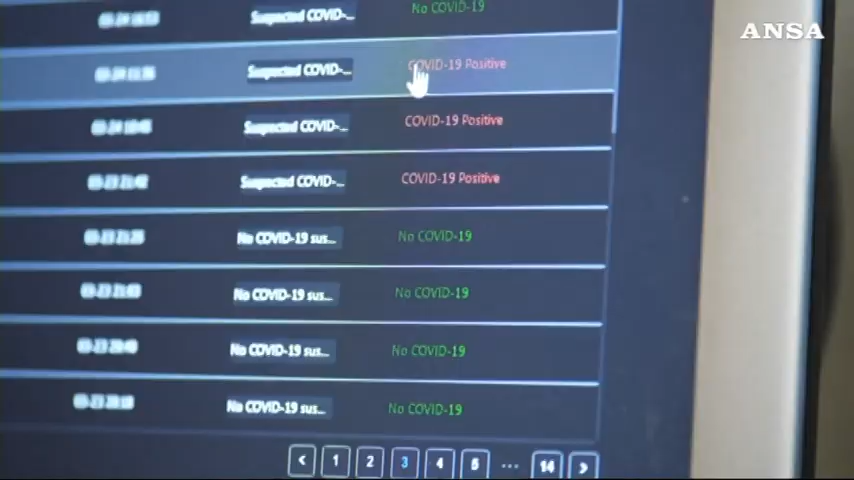 ANSA
Suspected COVID-... No COVID-19
Suspected COVID-... COVID-19 Positive
Suspected COVID-... COVID-19 Positive
Suspected COVID-... COVID-19 Positive
No COVID-19 sus... No COVID-19
No COVID-19 sus... No COVID-19
No COVID-19 sus... No COVID-19
No COVID-19 sus... No COVID-19
< 1 2 3 4 5 ... 14 >